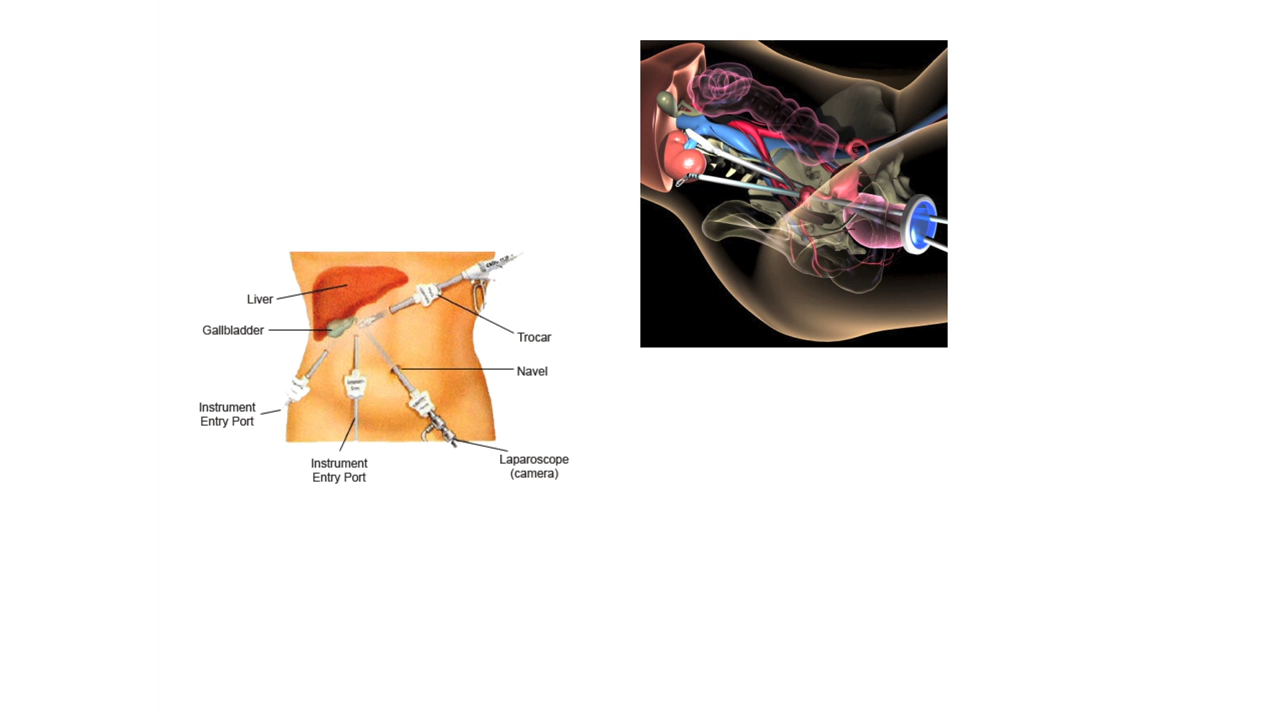 Liver
Gallbladder
Trocar
Navel
Instrument
Entry Port
Instrument
Entry Port
Laparoscope
(camera)